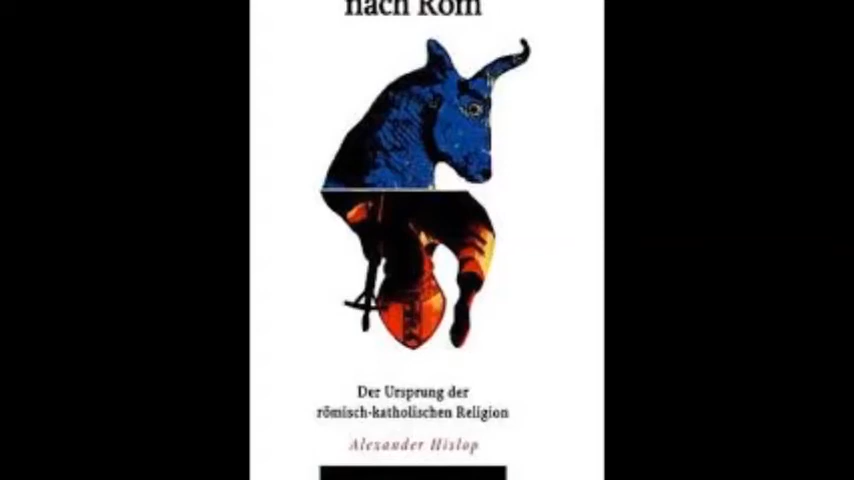 nach Rom
Der Ursprung der
römisch-katholischen Religion
Alexander Hislop